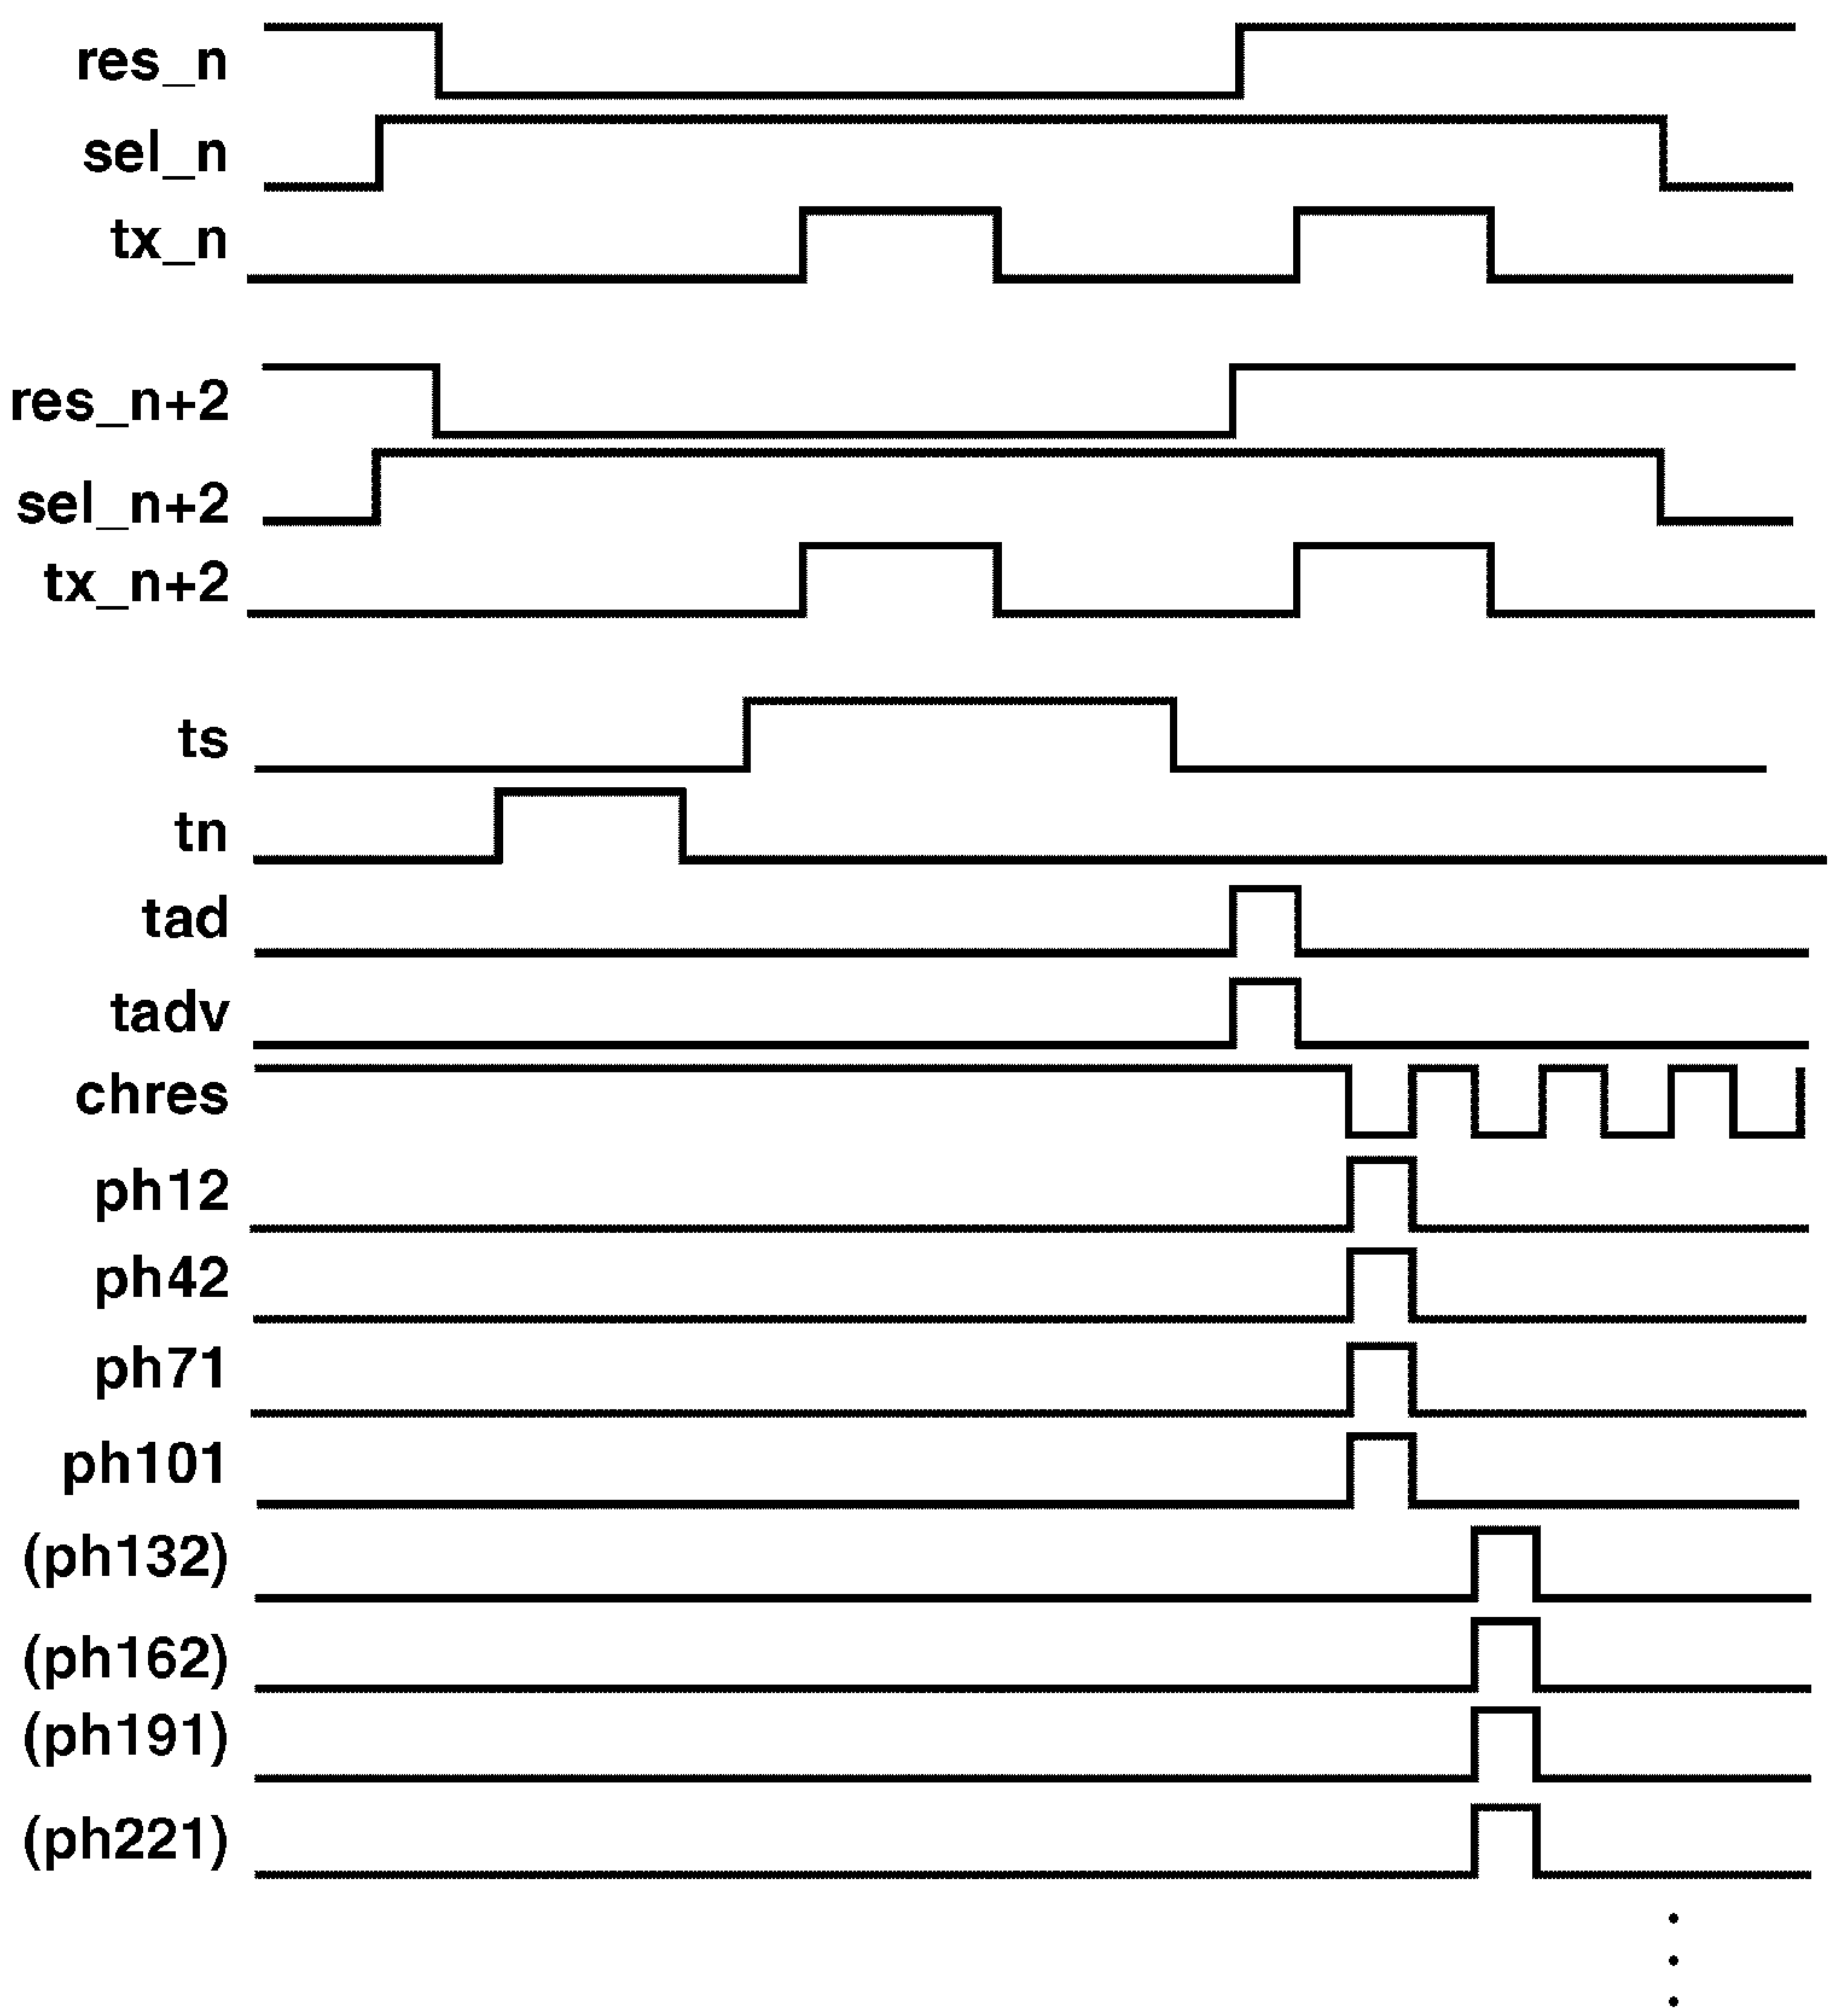 res_n
sel_n
tx_n
res_n+2
sel_n+2
tx_n+2
ts
tn
tad
tadv
chres
ph12
ph42
ph71
ph101
(ph132)
(ph162)
(ph191)
(ph221)